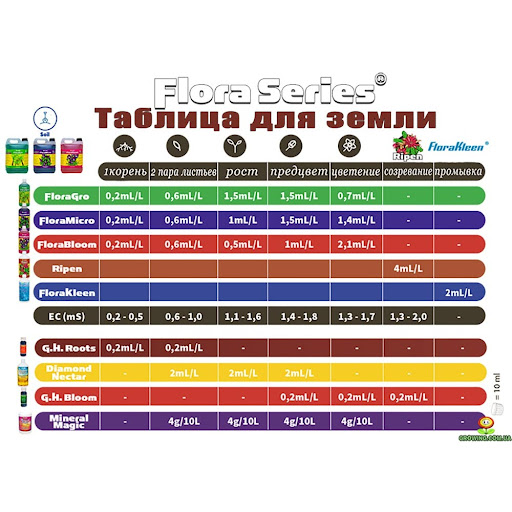 Flora Series®
Таблица для земли
Soil
Ripen FloraKleen®
1корень 2 пара листьев рост предцвет цветение созревание промывка
FloraGro 0,2mL/L 0,6mL/L 1,5mL/L 1,5mL/L 0,7mL/L - -
FloraMicro 0,2mL/L 0,6mL/L 1mL/L 1,5mL/L 1,4mL/L - -
FloraBloom 0,2mL/L 0,6mL/L 0,5mL/L 1mL/L 2,1mL/L - -
Ripen - - - - - 4mL/L -
FloraKleen - - - - - - 2mL/L
EC (mS) 0,2 - 0,5 0,6 - 1,0 1,1 - 1,6 1,4 - 1,8 1,3 - 1,7 1,3 - 2,0 -
G.H. Roots 0,2mL/L 0,2mL/L - - - - -
Diamond Nectar - 2mL/L 2mL/L 2mL/L - - -
G.H. Bloom - - - 0,2mL/L 0,2mL/L 0,2mL/L -
Mineral Magic - 4g/10L 4g/10L 4g/10L 4g/10L - -
= 10 ml
GROWING.COM.UA